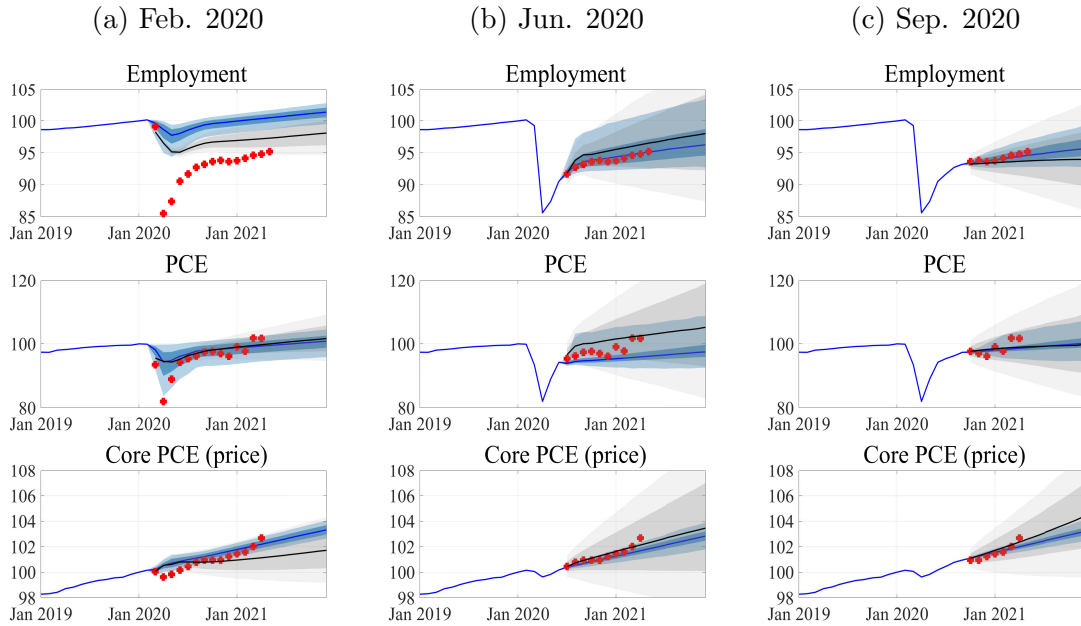 (a) Feb. 2020 (b) Jun. 2020 (c) Sep. 2020
Employment Employment Employment
105 105 105
100 100 100
95 95 95
90 90 90
85 85 85
Jan 2019 Jan 2020 Jan 2021 Jan 2019 Jan 2020 Jan 2021 Jan 2019 Jan 2020 Jan 2021
PCE PCE PCE
120 120 120
100 100 100
80 80 80
Jan 2019 Jan 2020 Jan 2021 Jan 2019 Jan 2020 Jan 2021 Jan 2019 Jan 2020 Jan 2021
Core PCE (price) Core PCE (price) Core PCE (price)
108 108 108
106 106 106
104 104 104
102 102 102
100 100 100
98 98 98
Jan 2019 Jan 2020 Jan 2021 Jan 2019 Jan 2020 Jan 2021 Jan 2019 Jan 2020 Jan 2021